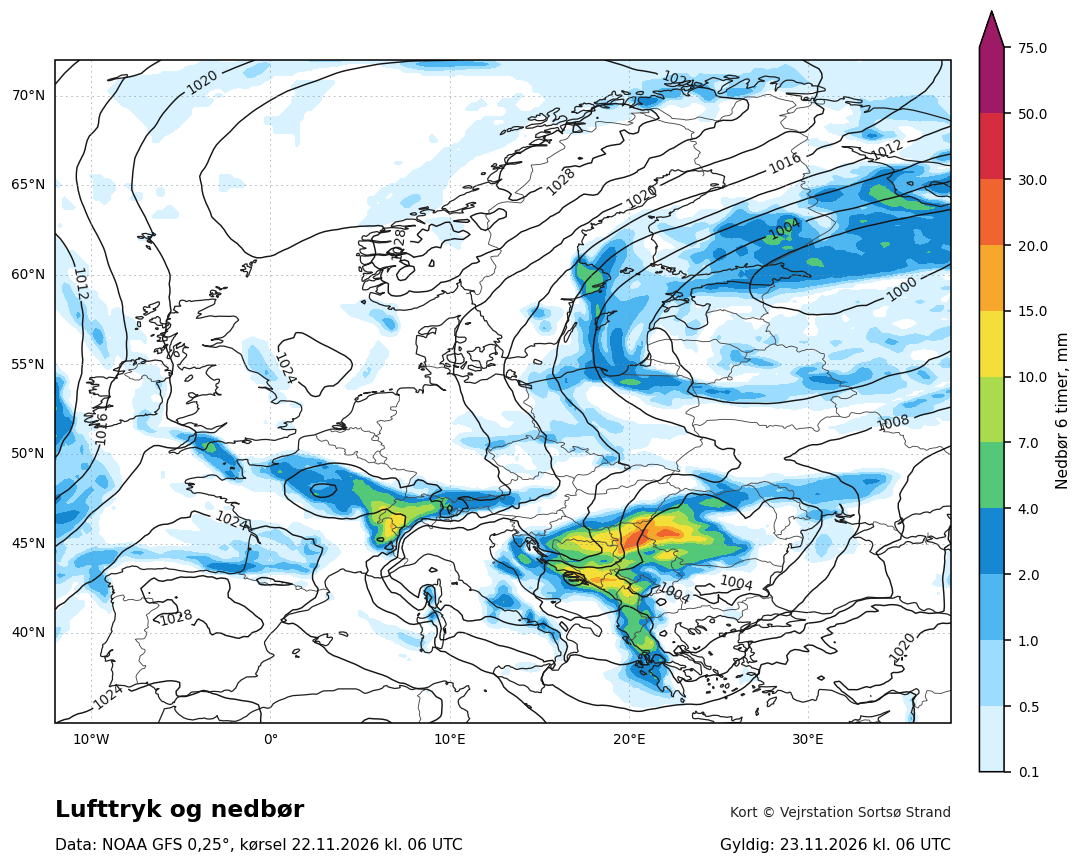 75.0
50.0
30.0
20.0
15.0
10.0
7.0
4.0
2.0
1.0
0.5
0.1
Nedbør 6 timer, mm
70°N
65°N
60°N
55°N
50°N
45°N
40°N
10°W
0°
10°E
20°E
30°E
1020
1024
1012
1016
1028
1020
1028
1004
1012
1000
1024
1016
1008
1024
1004
1004
1028
1020
1024
Lufttryk og nedbør
Kort © Vejrstation Sortsø Strand
Data: NOAA GFS 0,25°, kørsel 22.11.2026 kl. 06 UTC
Gyldig: 23.11.2026 kl. 06 UTC